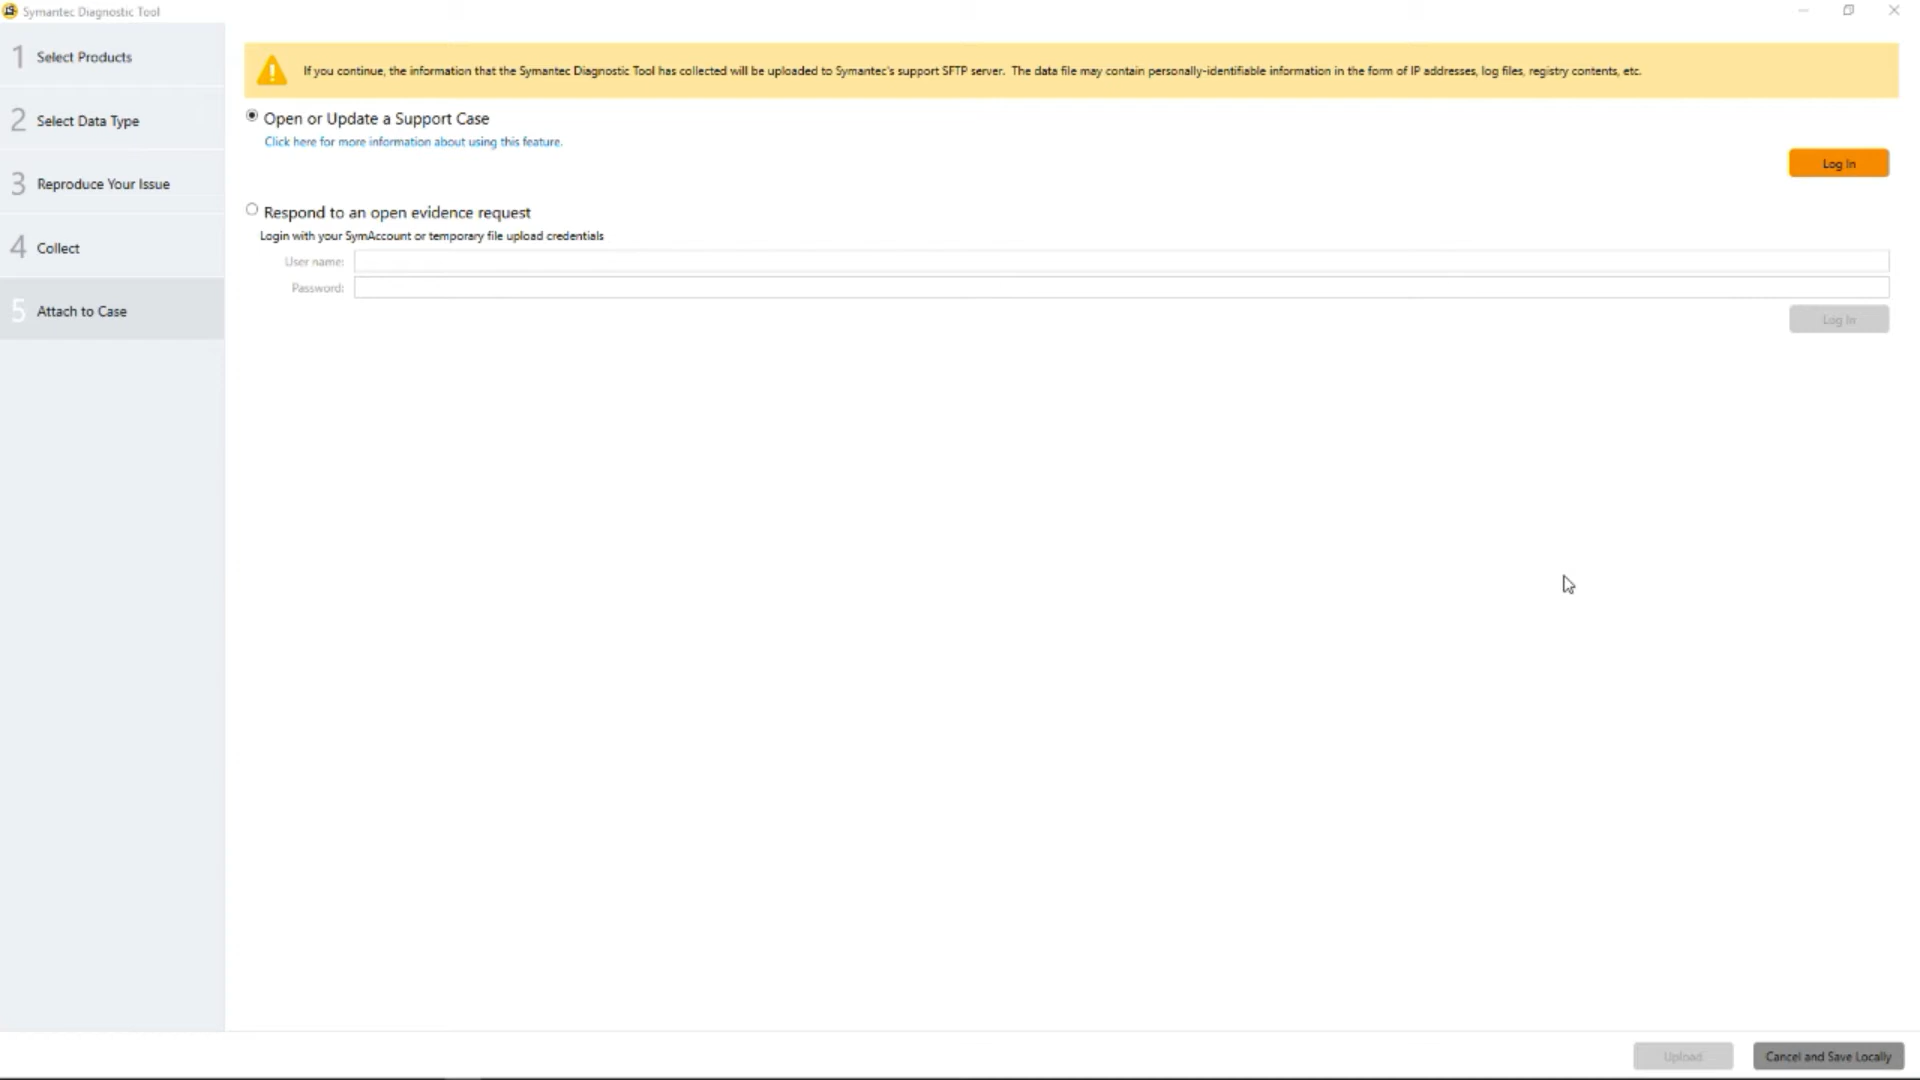 Symantec Diagnostic Tool
1 Select Products
2 Select Data Type
3 Reproduce Your Issue
4 Collect
5 Attach to Case
If you continue, the information that the Symantec Diagnostic Tool has collected will be uploaded to Symantec's support SFTP server. The data file may contain personally-identifiable information in the form of IP addresses, log files, registry contents, etc.
Open or Update a Support Case
Click here for more information about using this feature.
Log In
Respond to an open evidence request
Login with your SymAccount or temporary file upload credentials
User name:
Password:
Log In
Upload
Cancel and Save Locally